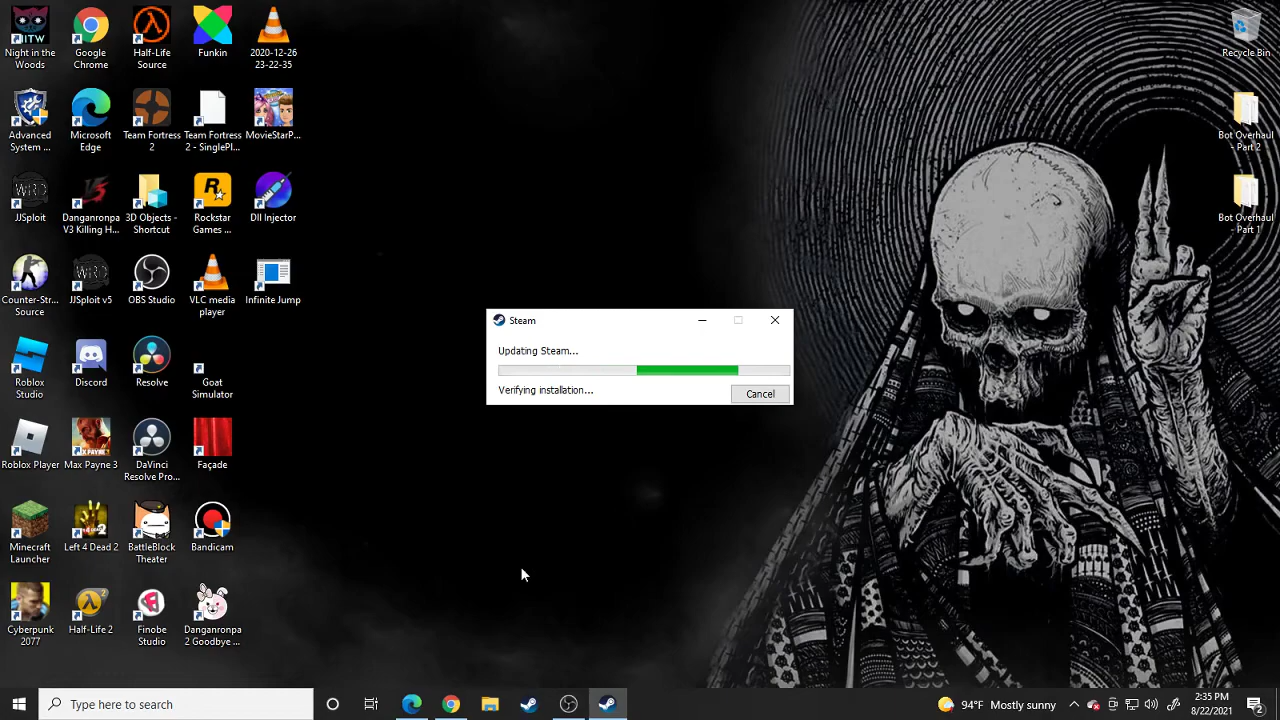 Night in the
Woods
Google
Chrome
Half-Life
Source
Funkin
2020-12-26
23-22-35
Recycle Bin
Advanced
System ...
Microsoft
Edge
Team Fortress
2
Team Fortress
2 - SinglePl...
MovieStarP...
Bot Overhaul
- Part 2
JJSploit
Danganronpa
V3 Killing H...
3D Objects -
Shortcut
Rockstar
Games ...
Dll Injector
Bot Overhaul
- Part 1
Counter-Str...
Source
JJSploit v5
OBS Studio
VLC media
player
Infinite Jump
Steam
Updating Steam...
Verifying installation...
Cancel
Roblox
Studio
Discord
Resolve
Goat
Simulator
Roblox Player
Max Payne 3
DaVinci
Resolve Pro...
Façade
Minecraft
Launcher
Left 4 Dead 2
BattleBlock
Theater
Bandicam
Cyberpunk
2077
Half-Life 2
Finobe
Studio
Danganronpa
2 Goodbye ...
Type here to search
94°F Mostly sunny
2:35 PM
8/22/2021
2